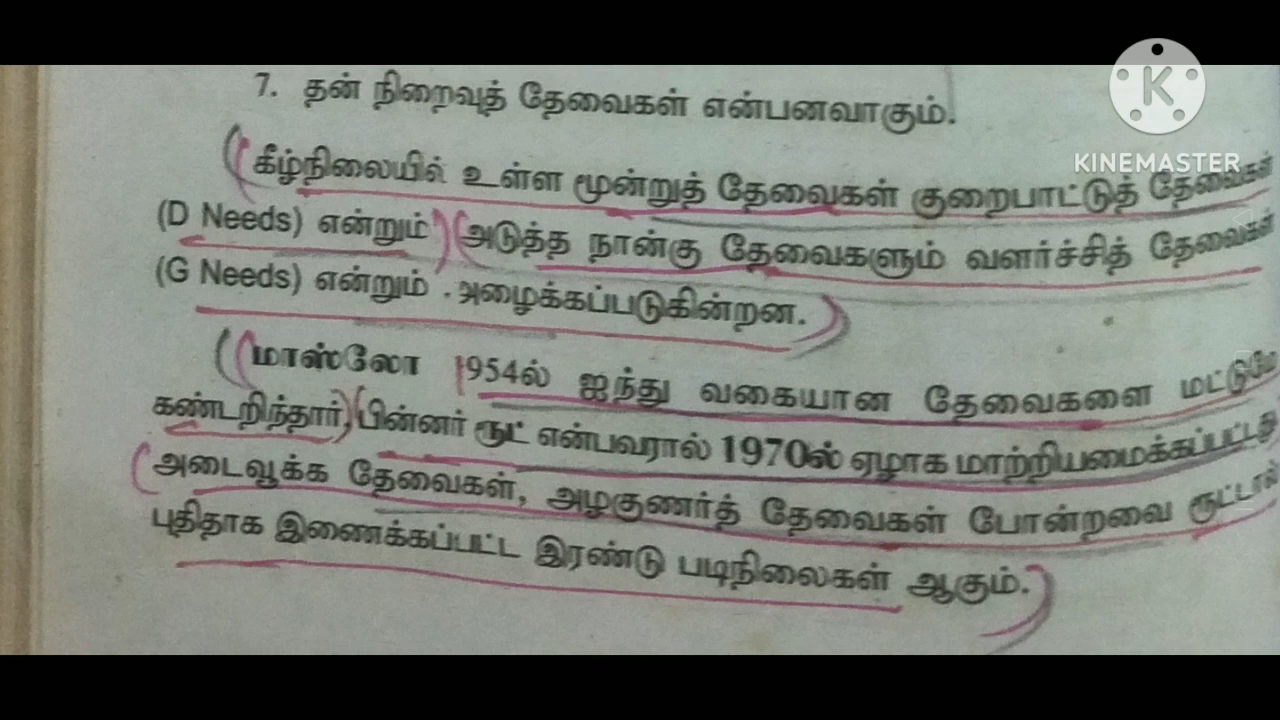 7. தன் நிறைவுத் தேவைகள் என்பனவாகும்.
KINEMASTER
கீழ்நிலையில் உள்ள மூன்றுத் தேவைகள் குறைபாட்டுத் தேவைகள்
(D Needs) என்றும் அடுத்த நான்கு தேவைகளும் வளர்ச்சித் தேவைகள்
(G Needs) என்றும் அழைக்கப்படுகின்றன.
மாஸ்லோ 1954ல் ஐந்து வகையான தேவைகளை மட்டுமே
கண்டறிந்தார், பின்னர் ரூட் என்பவரால் 1970ல் ஏழாக மாற்றியமைக்கப்பட்டது
அடைவூக்க தேவைகள், அழகுணர்த் தேவைகள் போன்றவை ரூட்டால்
புதிதாக இணைக்கப்பட்ட இரண்டு படிநிலைகள் ஆகும்.